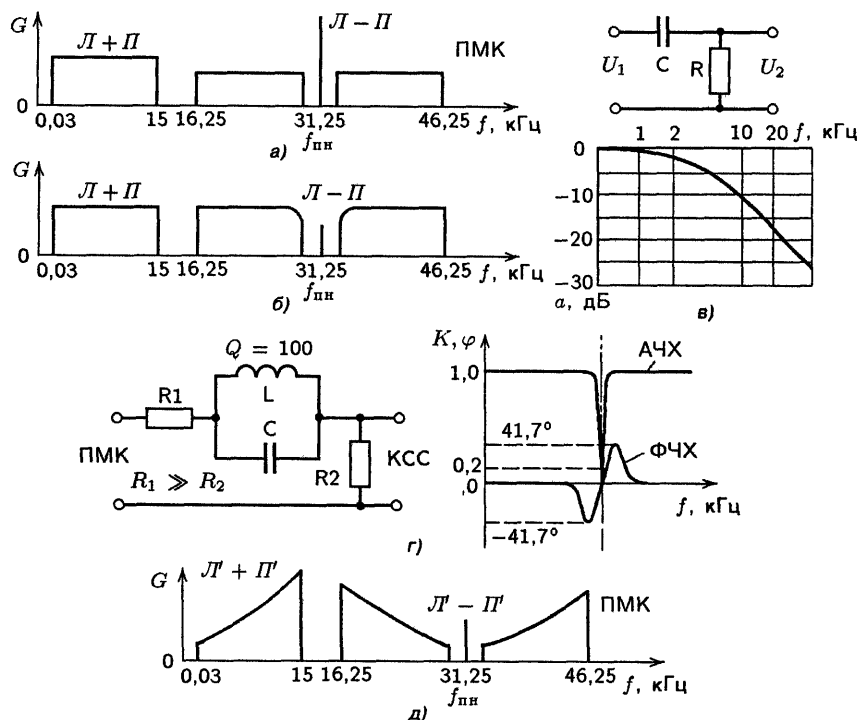 G
Л + П
Л – П
ПМК
0
0,03
15
16,25
31,25
46,25
f, кГц
fпн
а)
G
Л + П
Л – П
0
0,03
15
16,25
31,25
46,25
f, кГц
fпн
б)
U1
C
R
U2
1
2
10
20
f, кГц
0
–10
–20
–30
a, дБ
в)
Q = 100
R1
L
C
ПМК
R1 ≫ R2
R2
КСС
г)
K, φ
АЧХ
1,0
41,7°
0,2
ФЧХ
,0
f, кГц
–41,7°
G
Л′ + П′
Л′ – П′
ПМК
0
0,03
15
16,25
31,25
46,25
f, кГц
fпн
д)